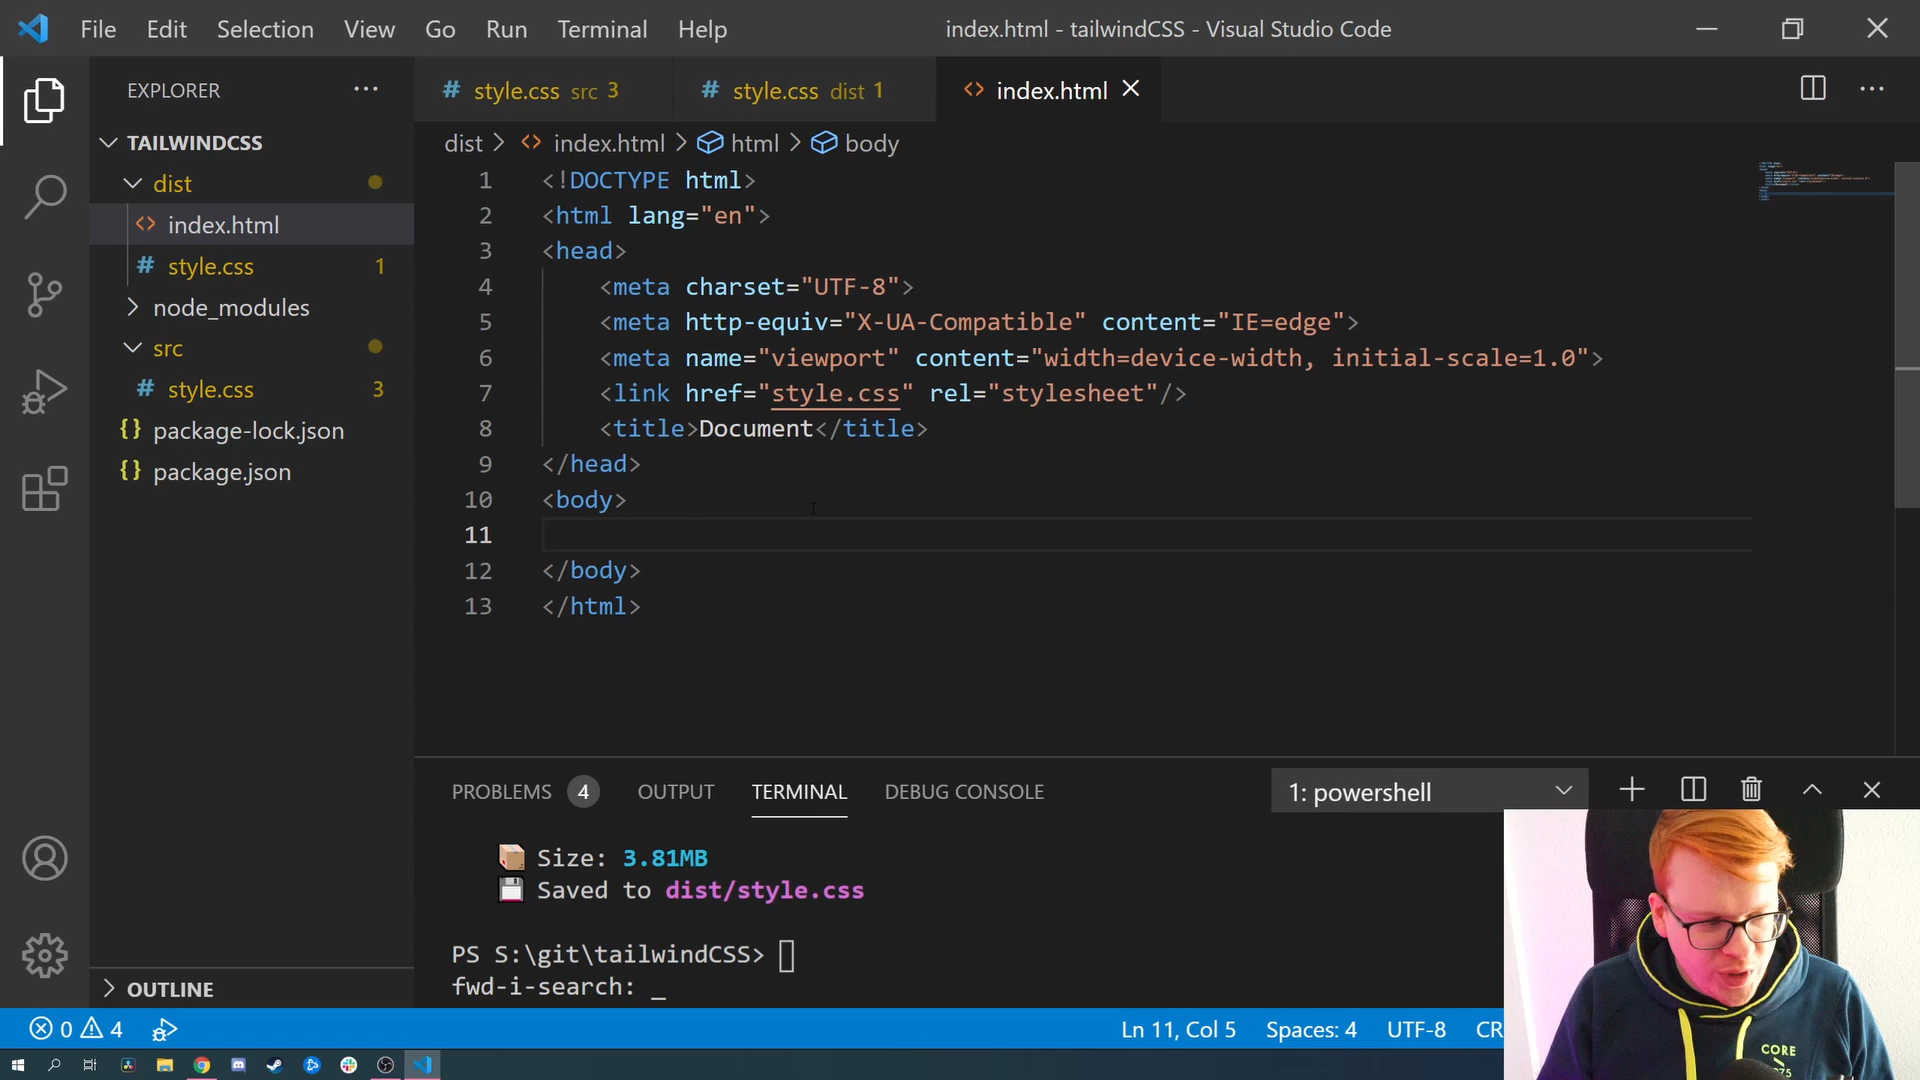 File Edit Selection View Go Run Terminal Help index.html - tailwindCSS - Visual Studio Code
EXPLORER
TAILWINDCSS
dist
index.html
style.css 1
node_modules
src
style.css 3
package-lock.json
package.json
OUTLINE
style.css src 3 style.css dist 1 index.html
dist > index.html > html > body
1 <!DOCTYPE html>
2 <html lang="en">
3 <head>
4 <meta charset="UTF-8">
5 <meta http-equiv="X-UA-Compatible" content="IE=edge">
6 <meta name="viewport" content="width=device-width, initial-scale=1.0">
7 <link href="style.css" rel="stylesheet"/>
8 <title>Document</title>
9 </head>
10 <body>
11
12 </body>
13 </html>
PROBLEMS 4 OUTPUT TERMINAL DEBUG CONSOLE 1: powershell
Size: 3.81MB
Saved to dist/style.css
PS S:\git\tailwindCSS>
fwd-i-search: _
0 4 Ln 11, Col 5 Spaces: 4 UTF-8 CR
CORE